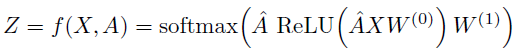 Z = f(X, A) = softmax(Â ReLU(ÂXW⁽⁰⁾) W⁽¹⁾)